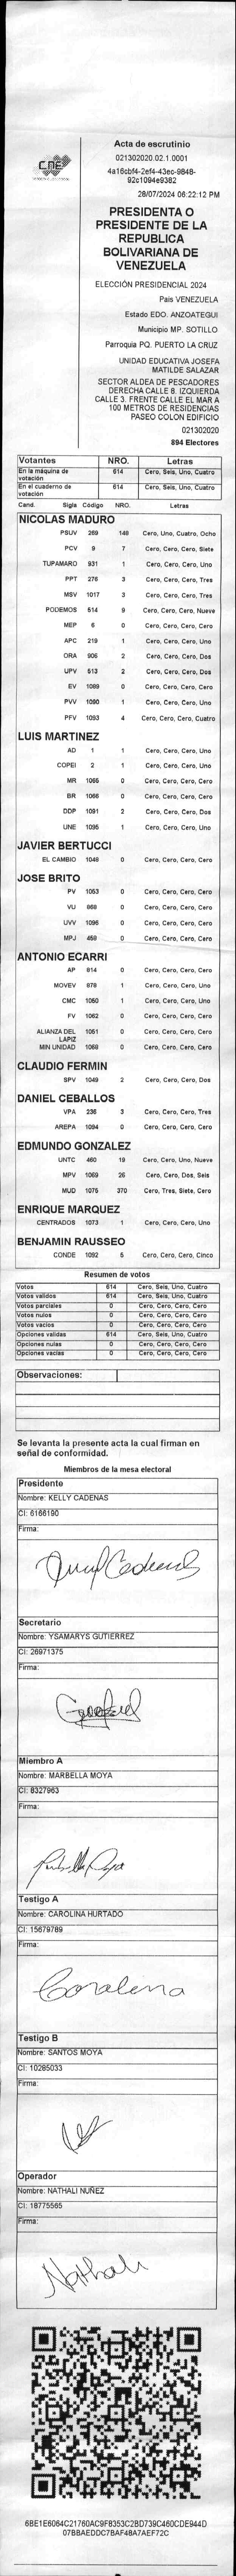 CNE
Acta de escrutinio
021302020.02.1.0001
4a16cbf4-2ef4-43ec-9848-
92c1094e9382
28/07/2024 06:22:12 PM
PRESIDENTA O
PRESIDENTE DE LA
REPUBLICA
BOLIVARIANA DE
VENEZUELA
ELECCIÓN PRESIDENCIAL 2024
País VENEZUELA
Estado EDO. ANZOATEGUI
Municipio MP. SOTILLO
Parroquia PQ. PUERTO LA CRUZ
UNIDAD EDUCATIVA JOSEFA
MATILDE SALAZAR
SECTOR ALDEA DE PESCADORES
DERECHA CALLE 8. IZQUIERDA
CALLE 3. FRENTE CALLE EL MAR A
100 METROS DE RESIDENCIAS
PASEO COLON EDIFICIO
021302020
894 Electores
Votantes NRO. Letras
En la máquina de votación 614 Cero, Seis, Uno, Cuatro
En el cuaderno de votación 614 Cero, Seis, Uno, Cuatro
Cand. Sigla Código NRO. Letras
NICOLAS MADURO
PSUV 269 148 Cero, Uno, Cuatro, Ocho
PCV 9 7 Cero, Cero, Cero, Siete
TUPAMARO 931 1 Cero, Cero, Cero, Uno
PPT 276 3 Cero, Cero, Cero, Tres
MSV 1017 3 Cero, Cero, Cero, Tres
PODEMOS 514 9 Cero, Cero, Cero, Nueve
MEP 6 0 Cero, Cero, Cero, Cero
APC 219 1 Cero, Cero, Cero, Uno
ORA 906 2 Cero, Cero, Cero, Dos
UPV 513 2 Cero, Cero, Cero, Dos
EV 1089 0 Cero, Cero, Cero, Cero
PVV 1090 1 Cero, Cero, Cero, Uno
PFV 1093 4 Cero, Cero, Cero, Cuatro
LUIS MARTINEZ
AD 1 1 Cero, Cero, Cero, Uno
COPEI 2 1 Cero, Cero, Cero, Uno
MR 1065 0 Cero, Cero, Cero, Cero
BR 1066 0 Cero, Cero, Cero, Cero
DDP 1091 2 Cero, Cero, Cero, Dos
UNE 1095 1 Cero, Cero, Cero, Uno
JAVIER BERTUCCI
EL CAMBIO 1048 0 Cero, Cero, Cero, Cero
JOSE BRITO
PV 1053 0 Cero, Cero, Cero, Cero
VU 868 0 Cero, Cero, Cero, Cero
UVV 1096 0 Cero, Cero, Cero, Cero
MPJ 459 0 Cero, Cero, Cero, Cero
ANTONIO ECARRI
AP 814 0 Cero, Cero, Cero, Cero
MOVEV 878 1 Cero, Cero, Cero, Uno
CMC 1050 1 Cero, Cero, Cero, Uno
FV 1062 0 Cero, Cero, Cero, Cero
ALIANZA DEL LAPIZ 1051 0 Cero, Cero, Cero, Cero
MIN UNIDAD 1068 0 Cero, Cero, Cero, Cero
CLAUDIO FERMIN
SPV 1049 2 Cero, Cero, Cero, Dos
DANIEL CEBALLOS
VPA 236 3 Cero, Cero, Cero, Tres
AREPA 1094 0 Cero, Cero, Cero, Cero
EDMUNDO GONZALEZ
UNTC 460 19 Cero, Cero, Uno, Nueve
MPV 1069 26 Cero, Cero, Dos, Seis
MUD 1075 370 Cero, Tres, Siete, Cero
ENRIQUE MARQUEZ
CENTRADOS 1073 1 Cero, Cero, Cero, Uno
BENJAMIN RAUSSEO
CONDE 1092 5 Cero, Cero, Cero, Cinco
Resumen de votos
Votos 614 Cero, Seis, Uno, Cuatro
Votos validos 614 Cero, Seis, Uno, Cuatro
Votos parciales 0 Cero, Cero, Cero, Cero
Votos nulos 0 Cero, Cero, Cero, Cero
Votos vacios 0 Cero, Cero, Cero, Cero
Opciones validas 614 Cero, Seis, Uno, Cuatro
Opciones nulas 0 Cero, Cero, Cero, Cero
Opciones vacias 0 Cero, Cero, Cero, Cero
Observaciones:
Se levanta la presente acta la cual firman en
señal de conformidad.
Miembros de la mesa electoral
Presidente
Nombre: KELLY CADENAS
CI: 6166190
Firma:
Secretario
Nombre: YSAMARYS GUTIERREZ
CI: 26971375
Firma:
Miembro A
Nombre: MARBELLA MOYA
CI: 8327963
Firma:
Testigo A
Nombre: CAROLINA HURTADO
CI: 15679789
Firma:
Carolina
Testigo B
Nombre: SANTOS MOYA
CI: 10285033
Firma:
Operador
Nombre: NATHALI NUÑEZ
CI: 18775565
Firma:
Nathali
6BE1E6064C21760AC9F8353C2BD739C460CDE944D
07BBAEDDC7BAF48A7AEF72C